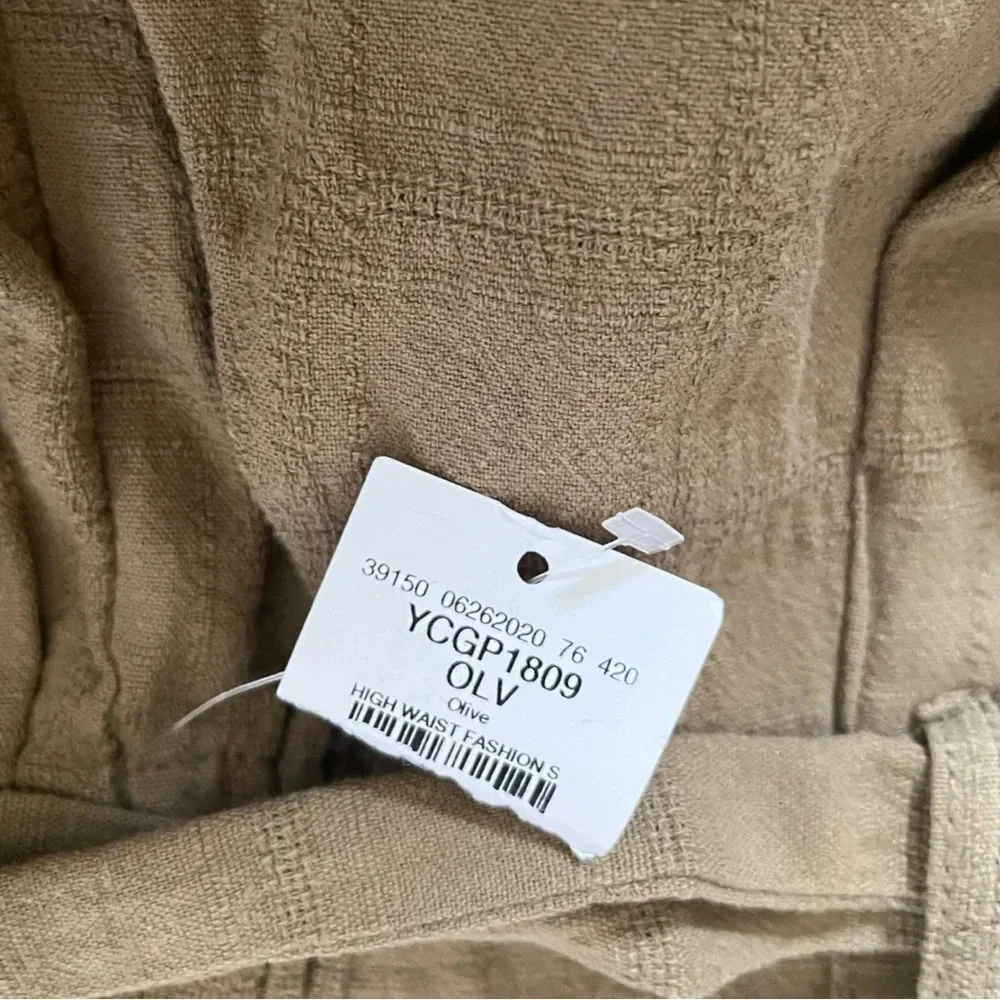 39150 06262020 76 420
YCGP1809
OLV
Olive
HIGH WAIST FASHION S